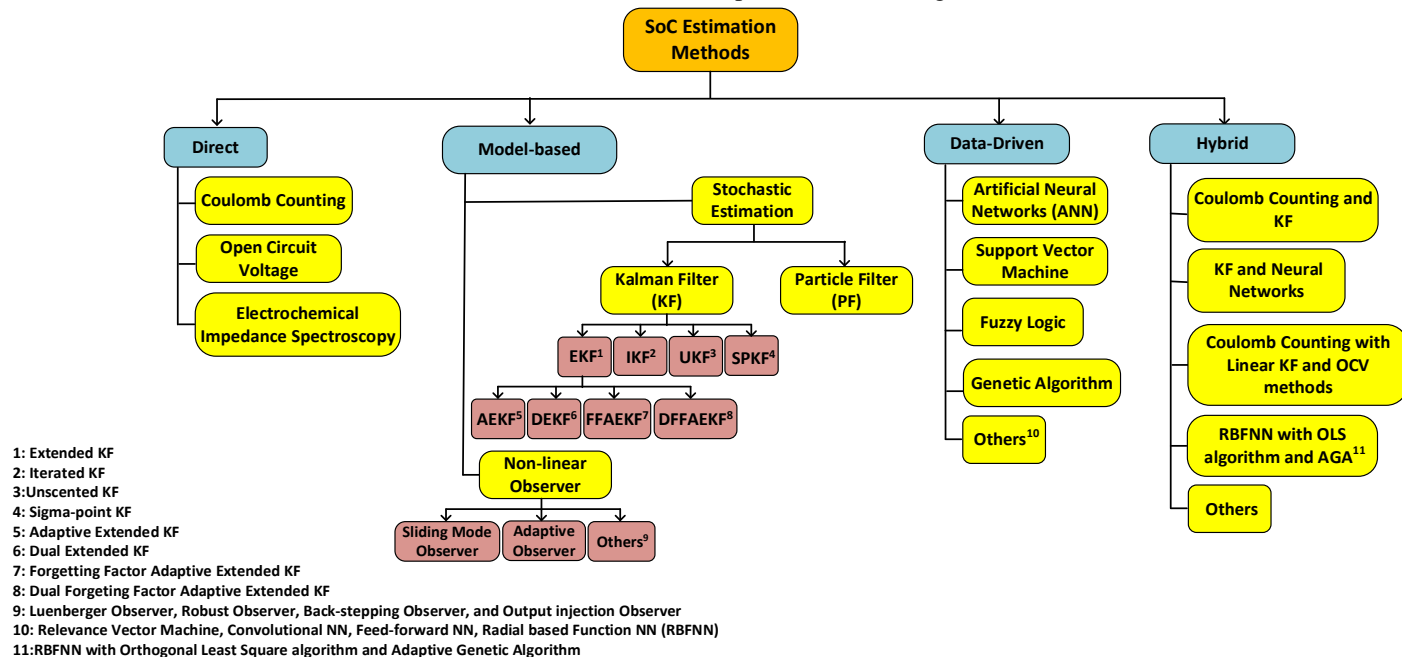 SoC Estimation
Methods
Direct
Model-based
Data-Driven
Hybrid
Coulomb Counting
Open Circuit
Voltage
Electrochemical
Impedance Spectroscopy
Stochastic
Estimation
Kalman Filter
(KF)
Particle Filter
(PF)
EKF¹
IKF²
UKF³
SPKF⁴
AEKF⁵
DEKF⁶
FFAEKF⁷
DFFAEKF⁸
Non-linear
Observer
Sliding Mode
Observer
Adaptive
Observer
Others⁹
Artificial Neural
Networks (ANN)
Support Vector
Machine
Fuzzy Logic
Genetic Algorithm
Others¹⁰
Coulomb Counting and
KF
KF and Neural
Networks
Coulomb Counting with
Linear KF and OCV
methods
RBFNN with OLS
algorithm and AGA¹¹
Others
1: Extended KF
2: Iterated KF
3:Unscented KF
4: Sigma-point KF
5: Adaptive Extended KF
6: Dual Extended KF
7: Forgetting Factor Adaptive Extended KF
8: Dual Forgeting Factor Adaptive Extended KF
9: Luenberger Observer, Robust Observer, Back-stepping Observer, and Output injection Observer
10: Relevance Vector Machine, Convolutional NN, Feed-forward NN, Radial based Function NN (RBFNN)
11:RBFNN with Orthogonal Least Square algorithm and Adaptive Genetic Algorithm